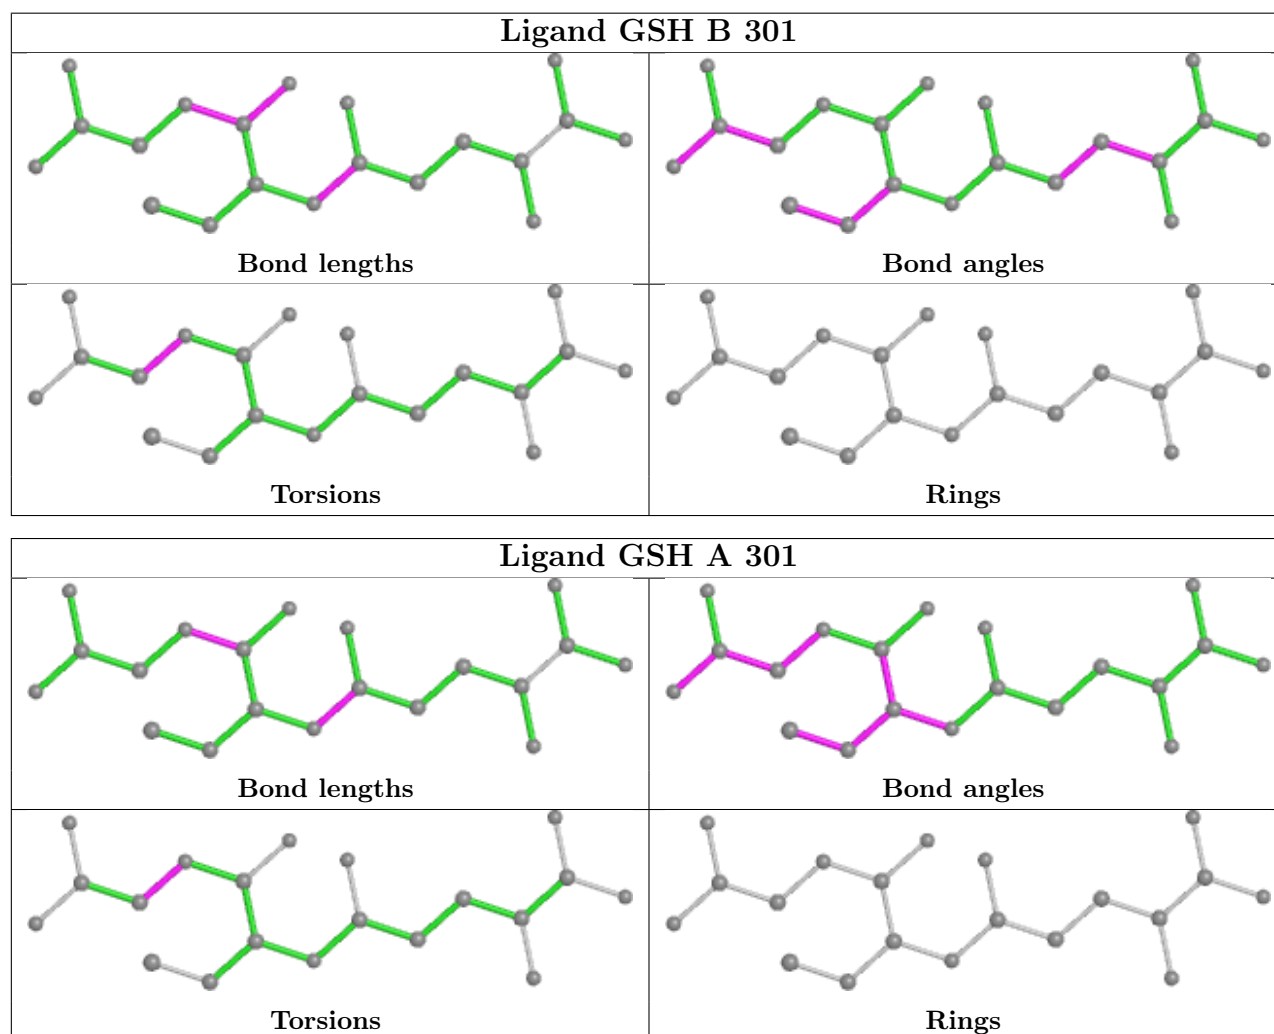 Ligand GSH B 301
Bond lengths
Bond angles
Torsions
Rings
Ligand GSH A 301
Bond lengths
Bond angles
Torsions
Rings